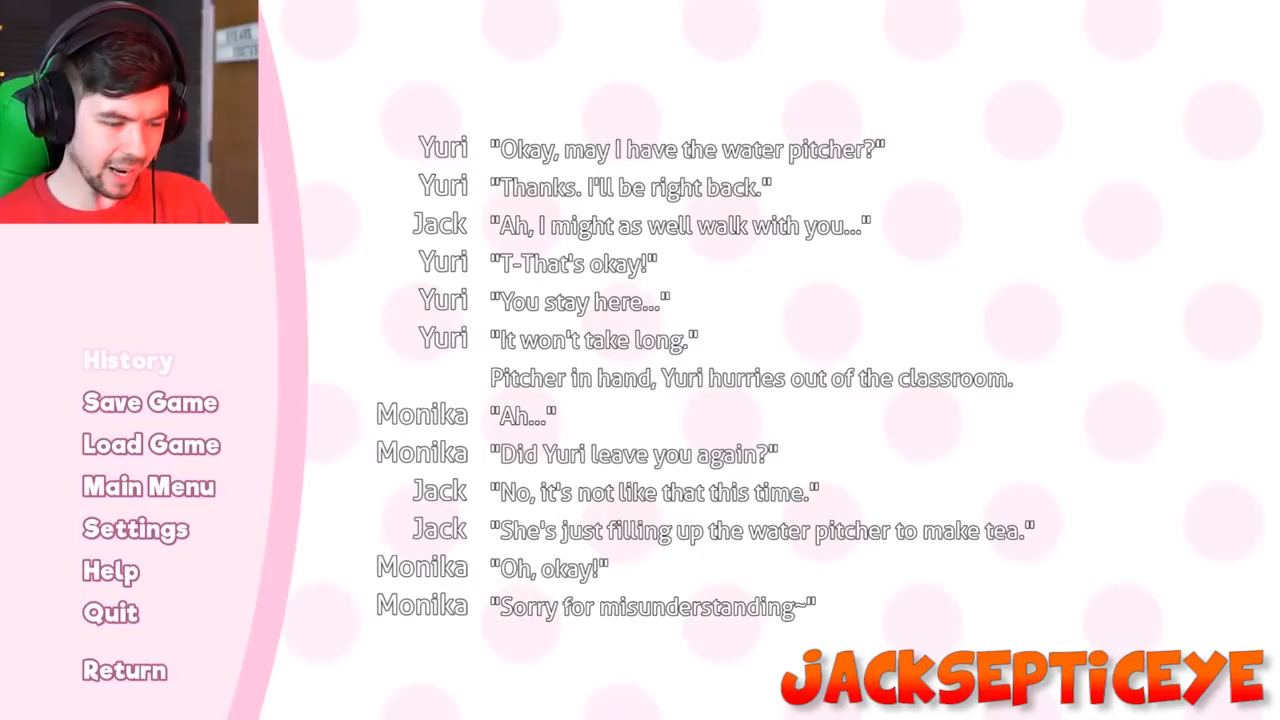 Yuri "Okay, may I have the water pitcher?"
Yuri "Thanks. I'll be right back."
Jack "Ah, I might as well walk with you..."
Yuri "T-That's okay!"
Yuri "You stay here..."
Yuri "It won't take long."
Pitcher in hand, Yuri hurries out of the classroom.
Monika "Ah..."
Monika "Did Yuri leave you again?"
Jack "No, it's not like that this time."
Jack "She's just filling up the water pitcher to make tea."
Monika "Oh, okay!"
Monika "Sorry for misunderstanding~"
History
Save Game
Load Game
Main Menu
Settings
Help
Quit
Return
JACKSEPTiCEYE